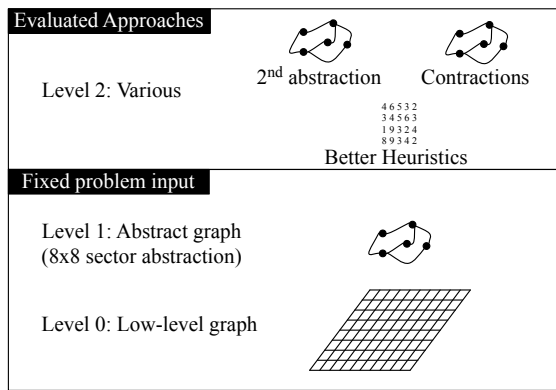 Evaluated Approaches
Level 2: Various
2nd abstraction
Contractions
4 6 5 3 2
3 4 5 6 3
1 9 3 2 4
8 9 3 4 2
Better Heuristics
Fixed problem input
Level 1: Abstract graph
(8x8 sector abstraction)
Level 0: Low-level graph